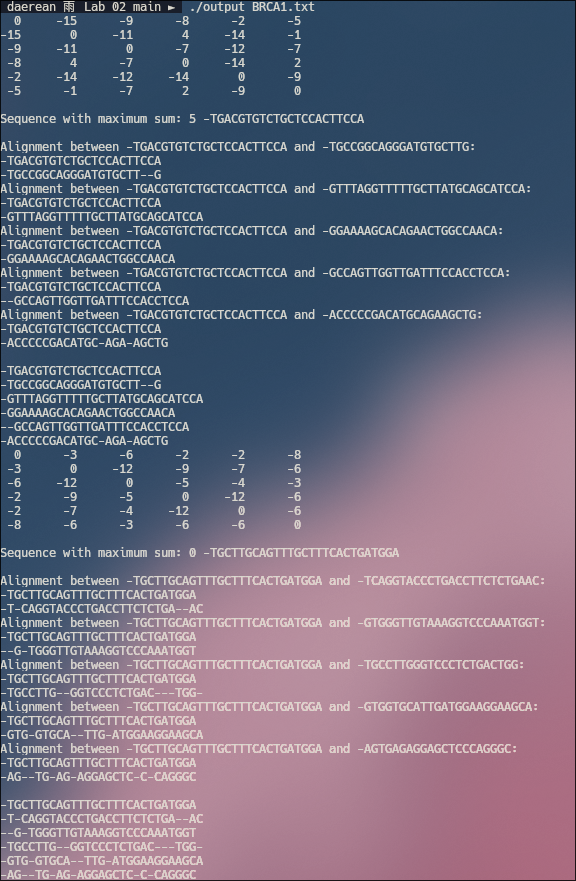 daerean 雨 Lab 02 main ► ./output BRCA1.txt
0 -15 -9 -8 -2 -5
-15 0 -11 4 -14 -1
-9 -11 0 -7 -12 -7
-8 4 -7 0 -14 2
-2 -14 -12 -14 0 -9
-5 -1 -7 2 -9 0
Sequence with maximum sum: 5 -TGACGTGTCTGCTCCACTTCCA
Alignment between -TGACGTGTCTGCTCCACTTCCA and -TGCCGGCAGGGATGTGCTTG:
-TGACGTGTCTGCTCCACTTCCA
-TGCCGGCAGGGATGTGCTT--G
Alignment between -TGACGTGTCTGCTCCACTTCCA and -GTTTAGGTTTTTGCTTATGCAGCATCCA:
-TGACGTGTCTGCTCCACTTCCA
-GTTTAGGTTTTTGCTTATGCAGCATCCA
Alignment between -TGACGTGTCTGCTCCACTTCCA and -GGAAAAGCACAGAACTGGCCAACA:
-TGACGTGTCTGCTCCACTTCCA
-GGAAAAGCACAGAACTGGCCAACA
Alignment between -TGACGTGTCTGCTCCACTTCCA and -GCCAGTTGGTTGATTTCCACCTCCA:
-TGACGTGTCTGCTCCACTTCCA
--GCCAGTTGGTTGATTTCCACCTCCA
Alignment between -TGACGTGTCTGCTCCACTTCCA and -ACCCCCGACATGCAGAAGCTG:
-TGACGTGTCTGCTCCACTTCCA
-ACCCCCGACATGC-AGA-AGCTG
-TGACGTGTCTGCTCCACTTCCA
-TGCCGGCAGGGATGTGCTT--G
-GTTTAGGTTTTTGCTTATGCAGCATCCA
-GGAAAAGCACAGAACTGGCCAACA
--GCCAGTTGGTTGATTTCCACCTCCA
-ACCCCCGACATGC-AGA-AGCTG
0 -3 -6 -2 -2 -8
-3 0 -12 -9 -7 -6
-6 -12 0 -5 -4 -3
-2 -9 -5 0 -12 -6
-2 -7 -4 -12 0 -6
-8 -6 -3 -6 -6 0
Sequence with maximum sum: 0 -TGCTTGCAGTTTGCTTTCACTGATGGA
Alignment between -TGCTTGCAGTTTGCTTTCACTGATGGA and -TCAGGTACCCTGACCTTCTCTGAAC:
-TGCTTGCAGTTTGCTTTCACTGATGGA
-T-CAGGTACCCTGACCTTCTCTGA--AC
Alignment between -TGCTTGCAGTTTGCTTTCACTGATGGA and -GTGGGTTGTAAAGGTCCCAAATGGT:
-TGCTTGCAGTTTGCTTTCACTGATGGA
--G-TGGGTTGTAAAGGTCCCAAATGGT
Alignment between -TGCTTGCAGTTTGCTTTCACTGATGGA and -TGCCTTGGGTCCCTCTGACTGG:
-TGCTTGCAGTTTGCTTTCACTGATGGA
-TGCCTTG--GGTCCCTCTGAC---TGG-
Alignment between -TGCTTGCAGTTTGCTTTCACTGATGGA and -GTGGTGCATTGATGGAAGGAAGCA:
-TGCTTGCAGTTTGCTTTCACTGATGGA
-GTG-GTGCA--TTG-ATGGAAGGAAGCA
Alignment between -TGCTTGCAGTTTGCTTTCACTGATGGA and -AGTGAGAGGAGCTCCCAGGGC:
-TGCTTGCAGTTTGCTTTCACTGATGGA
-AG--TG-AG-AGGAGCTC-C-CAGGGC
-TGCTTGCAGTTTGCTTTCACTGATGGA
-T-CAGGTACCCTGACCTTCTCTGA--AC
--G-TGGGTTGTAAAGGTCCCAAATGGT
-TGCCTTG--GGTCCCTCTGAC---TGG-
-GTG-GTGCA--TTG-ATGGAAGGAAGCA
-AG--TG-AG-AGGAGCTC-C-CAGGGC